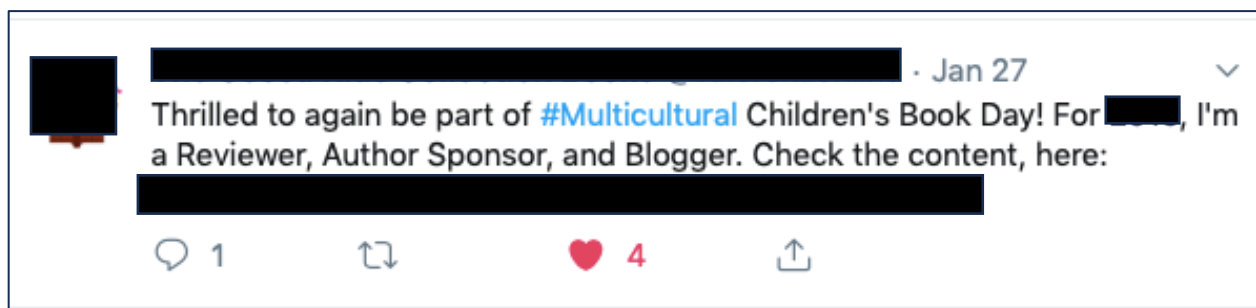 · Jan 27
Thrilled to again be part of #Multicultural Children's Book Day! For , I'm
a Reviewer, Author Sponsor, and Blogger. Check the content, here:
1 4